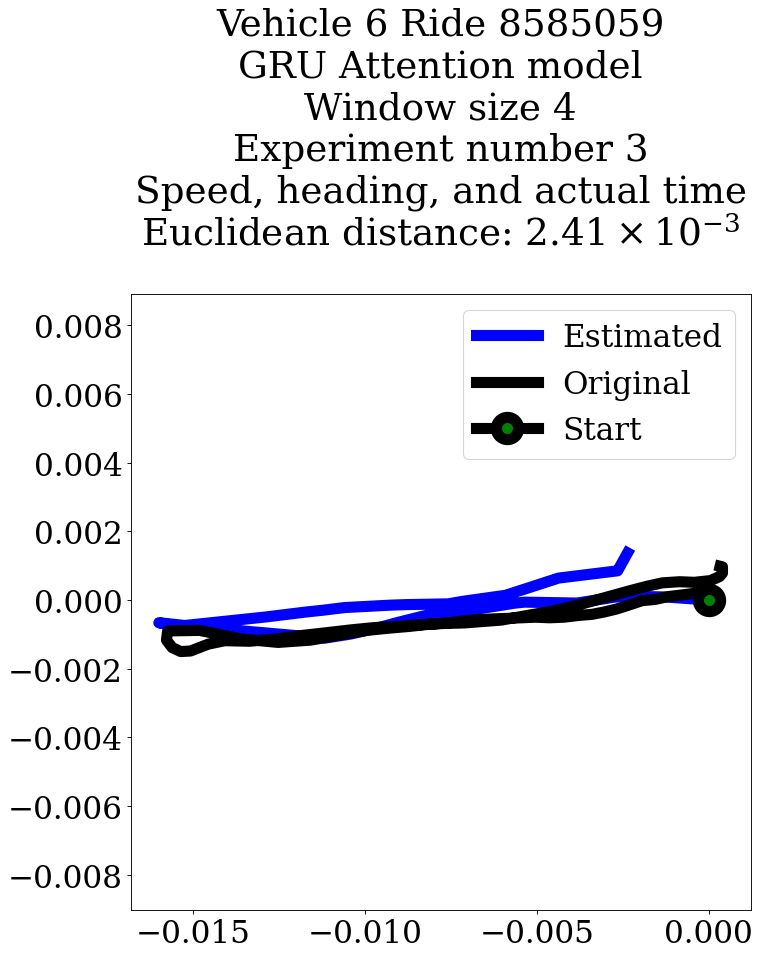 Vehicle 6 Ride 8585059
GRU Attention model
Window size 4
Experiment number 3
Speed, heading, and actual time
Euclidean distance: 2.41 × 10⁻³
Estimated
Original
Start
0.008
0.006
0.004
0.002
0.000
−0.002
−0.004
−0.006
−0.008
−0.015 −0.010 −0.005 0.000